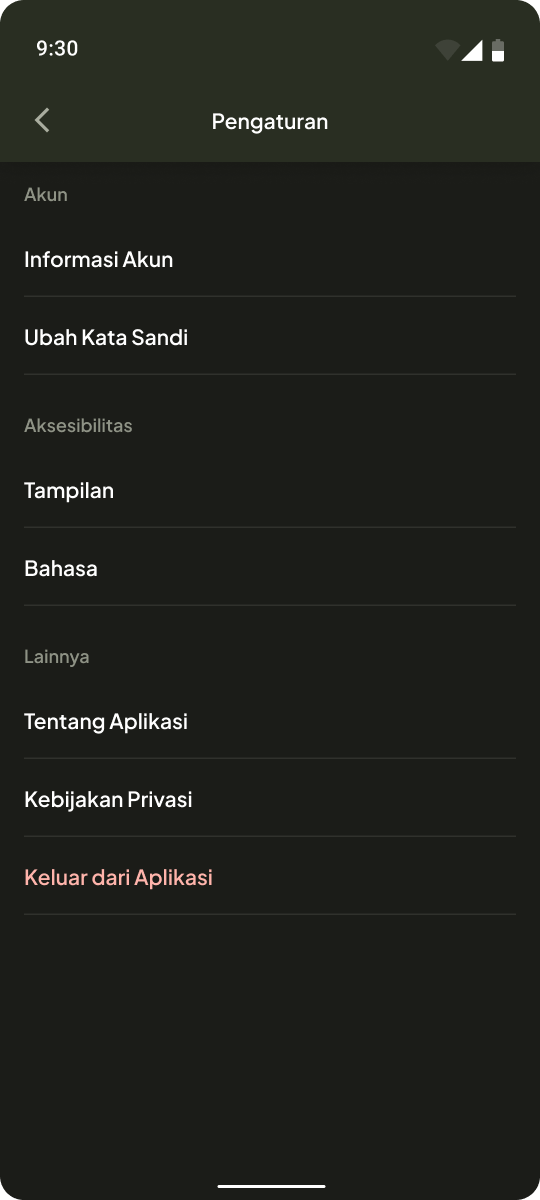 9:30
Pengaturan
Akun
Informasi Akun
Ubah Kata Sandi
Aksesibilitas
Tampilan
Bahasa
Lainnya
Tentang Aplikasi
Kebijakan Privasi
Keluar dari Aplikasi